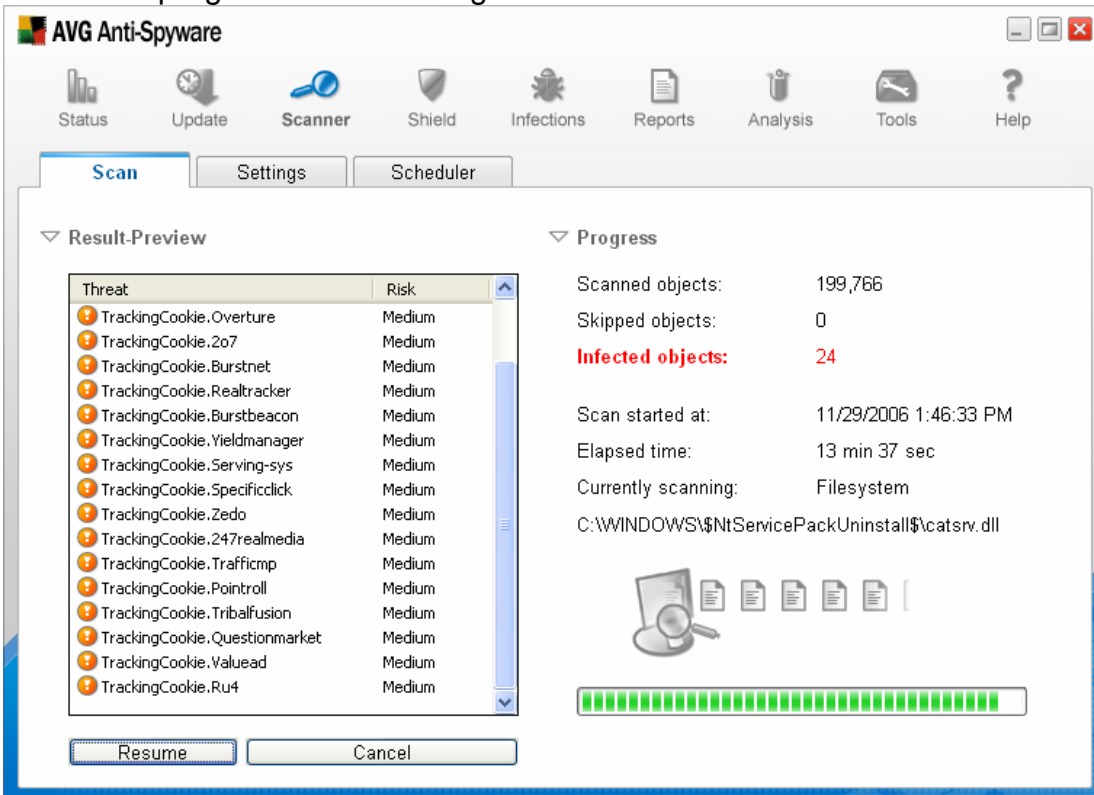 AVG Anti-Spyware
Status Update Scanner Shield Infections Reports Analysis Tools Help
Scan Settings Scheduler
Result-Preview
Threat Risk
TrackingCookie.Overture Medium
TrackingCookie.2o7 Medium
TrackingCookie.Burstnet Medium
TrackingCookie.Realtracker Medium
TrackingCookie.Burstbeacon Medium
TrackingCookie.Yieldmanager Medium
TrackingCookie.Serving-sys Medium
TrackingCookie.Specificclick Medium
TrackingCookie.Zedo Medium
TrackingCookie.247realmedia Medium
TrackingCookie.Trafficmp Medium
TrackingCookie.Pointroll Medium
TrackingCookie.Tribalfusion Medium
TrackingCookie.Questionmarket Medium
TrackingCookie.Valuead Medium
TrackingCookie.Ru4 Medium
Resume Cancel
Progress
Scanned objects: 199,766
Skipped objects: 0
Infected objects: 24
Scan started at: 11/29/2006 1:46:33 PM
Elapsed time: 13 min 37 sec
Currently scanning: Filesystem
C:\WINDOWS\$NtServicePackUninstall$\catsrv.dll